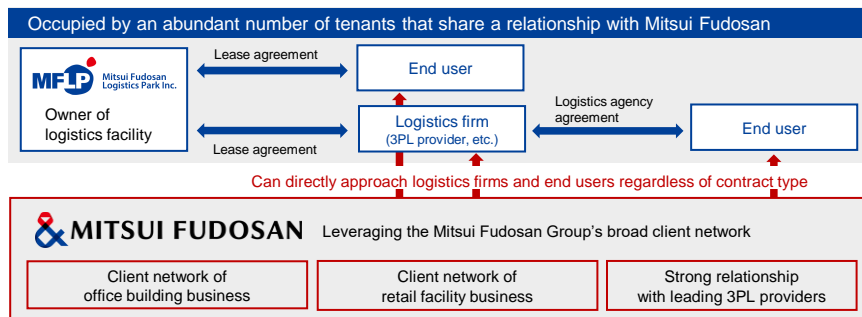 Occupied by an abundant number of tenants that share a relationship with Mitsui Fudosan
MFLP Mitsui Fudosan
Logistics Park Inc.
Owner of
logistics facility
Lease agreement
End user
Lease agreement
Logistics firm
(3PL provider, etc.)
Logistics agency
agreement
End user
Can directly approach logistics firms and end users regardless of contract type
& MITSUI FUDOSAN
Leveraging the Mitsui Fudosan Group's broad client network
Client network of
office building business
Client network of
retail facility business
Strong relationship
with leading 3PL providers